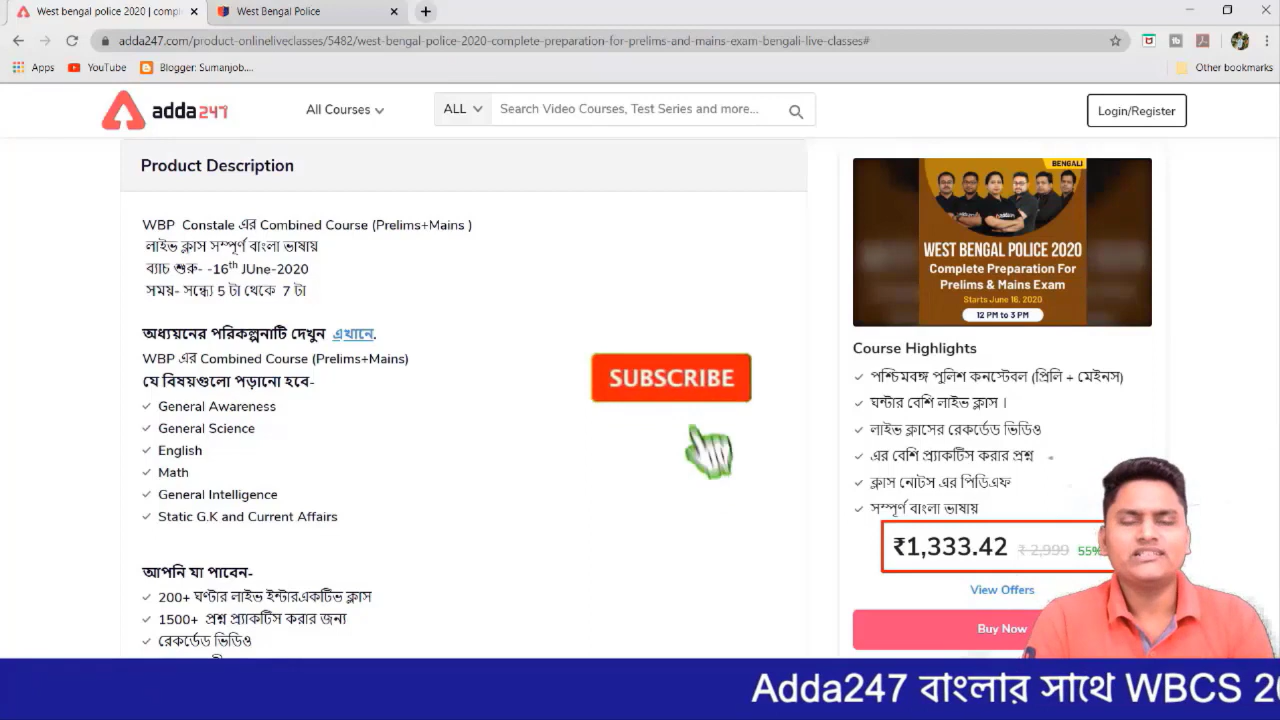 West bengal police 2020 | compl
West Bengal Police
adda247.com/product-onlineliveclasses/5482/west-bengal-police-2020-complete-preparation-for-prelims-and-mains-exam-bengali-live-classes#
Apps
YouTube
Blogger: Sumanjob....
Other bookmarks
adda247
All Courses
ALL
Search Video Courses, Test Series and more...
Login/Register
Product Description
WBP Constale এর Combined Course (Prelims+Mains )
লাইভ ক্লাস সম্পূর্ণ বাংলা ভাষায়
ব্যাচ শুরু- -16th JUne-2020
সময়- সন্ধ্যে 5 টা থেকে 7 টা
অধ্যয়নের পরিকল্পনাটি দেখুন এখানে.
WBP এর Combined Course (Prelims+Mains)
যে বিষয়গুলো পড়ানো হবে-
General Awareness
General Science
English
Math
General Intelligence
Static G.K and Current Affairs
আপনি যা পাবেন-
200+ ঘণ্টার লাইভ ইন্টারএকটিভ ক্লাস
1500+ প্রশ্ন প্র্যাকটিস করার জন্য
রেকর্ডেড ভিডিও
SUBSCRIBE
BENGALI
WEST BENGAL POLICE 2020
Complete Preparation For
Prelims & Mains Exam
Starts June 16, 2020
12 PM to 3 PM
Course Highlights
পশ্চিমবঙ্গ পুলিশ কনস্টেবল (প্রিলি + মেইনস)
ঘন্টার বেশি লাইভ ক্লাস ।
লাইভ ক্লাসের রেকর্ডেড ভিডিও
এর বেশি প্র্যাকটিস করার প্রশ্ন
ক্লাস নোটস এর পিডিএফ
সম্পূর্ণ বাংলা ভাষায়
₹1,333.42 ₹ 2,999 55%
View Offers
Buy Now
Adda247 বাংলার সাথে WBCS 20